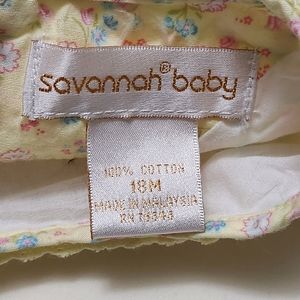 savannah® baby
100% COTTON
18M
MADE IN MALAYSIA
RN